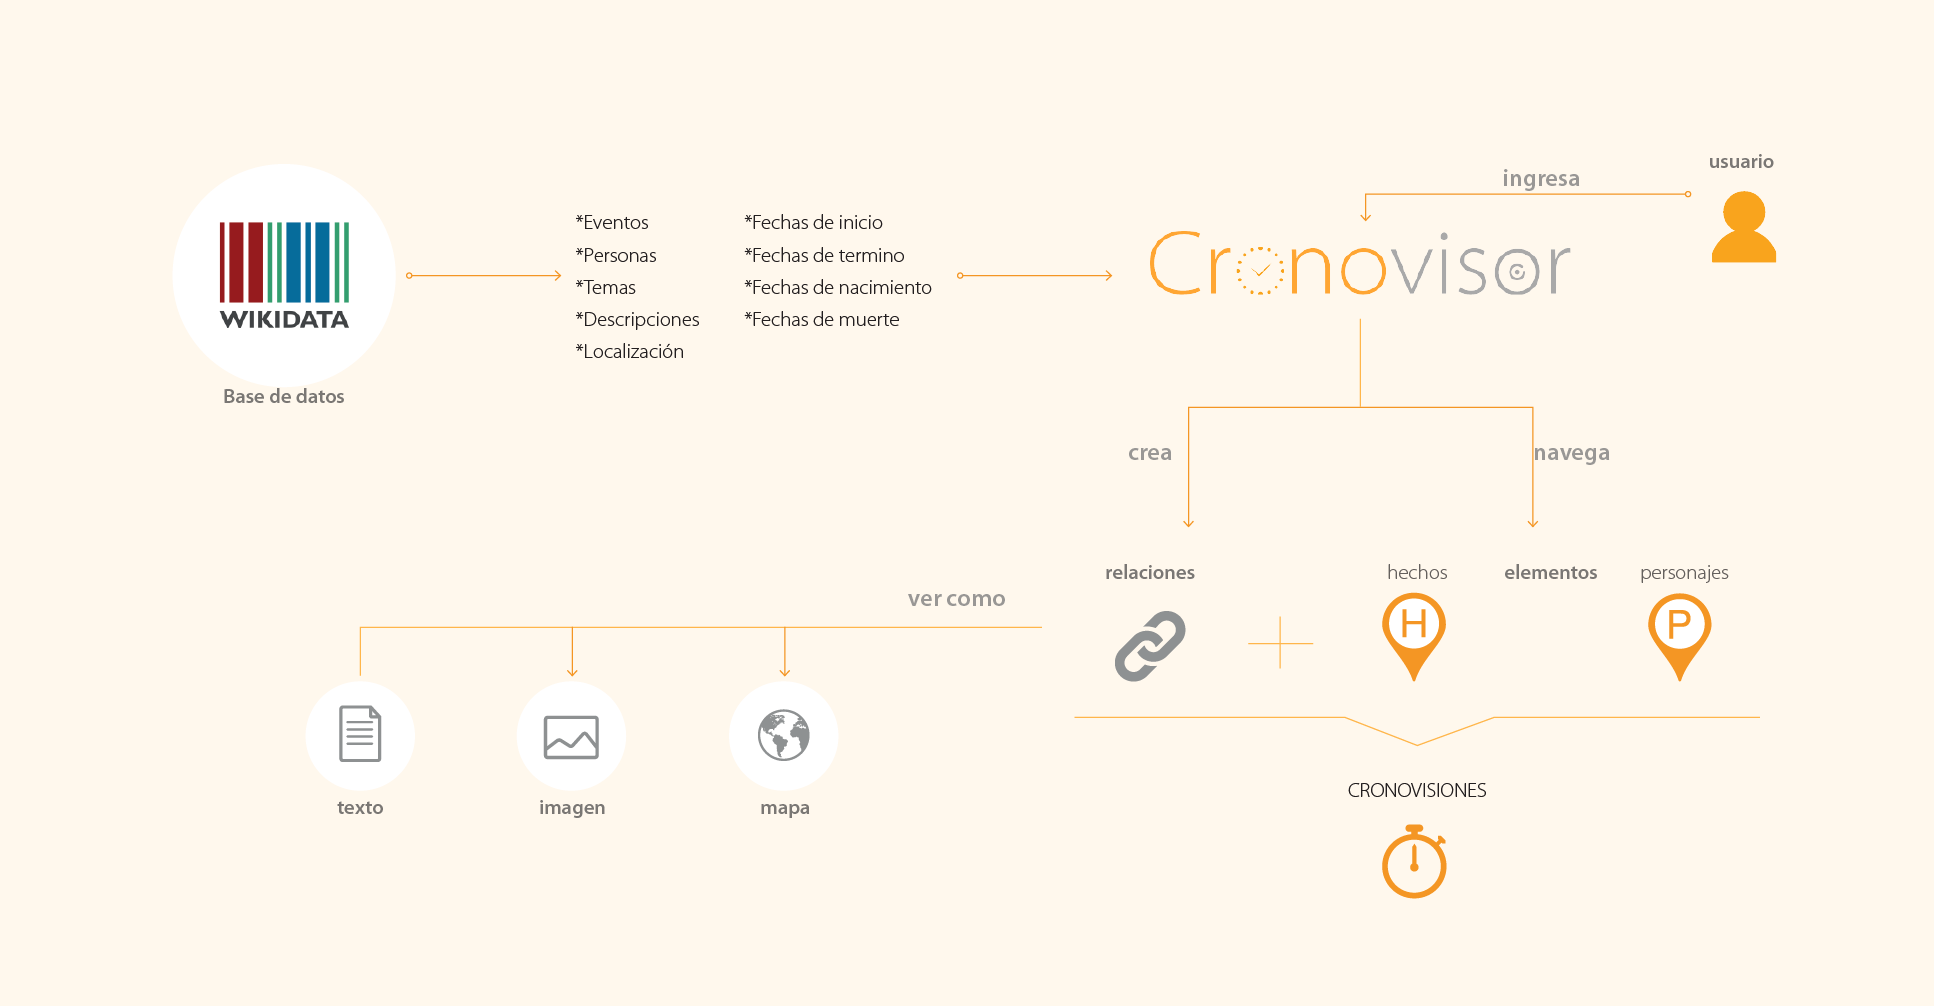 usuario
ingresa
WIKIDATA
Base de datos
*Eventos
*Personas
*Temas
*Descripciones
*Localización
*Fechas de inicio
*Fechas de termino
*Fechas de nacimiento
*Fechas de muerte
Cronovisor
crea
navega
relaciones
hechos
elementos
personajes
H
P
ver como
texto
imagen
mapa
CRONOVISIONES